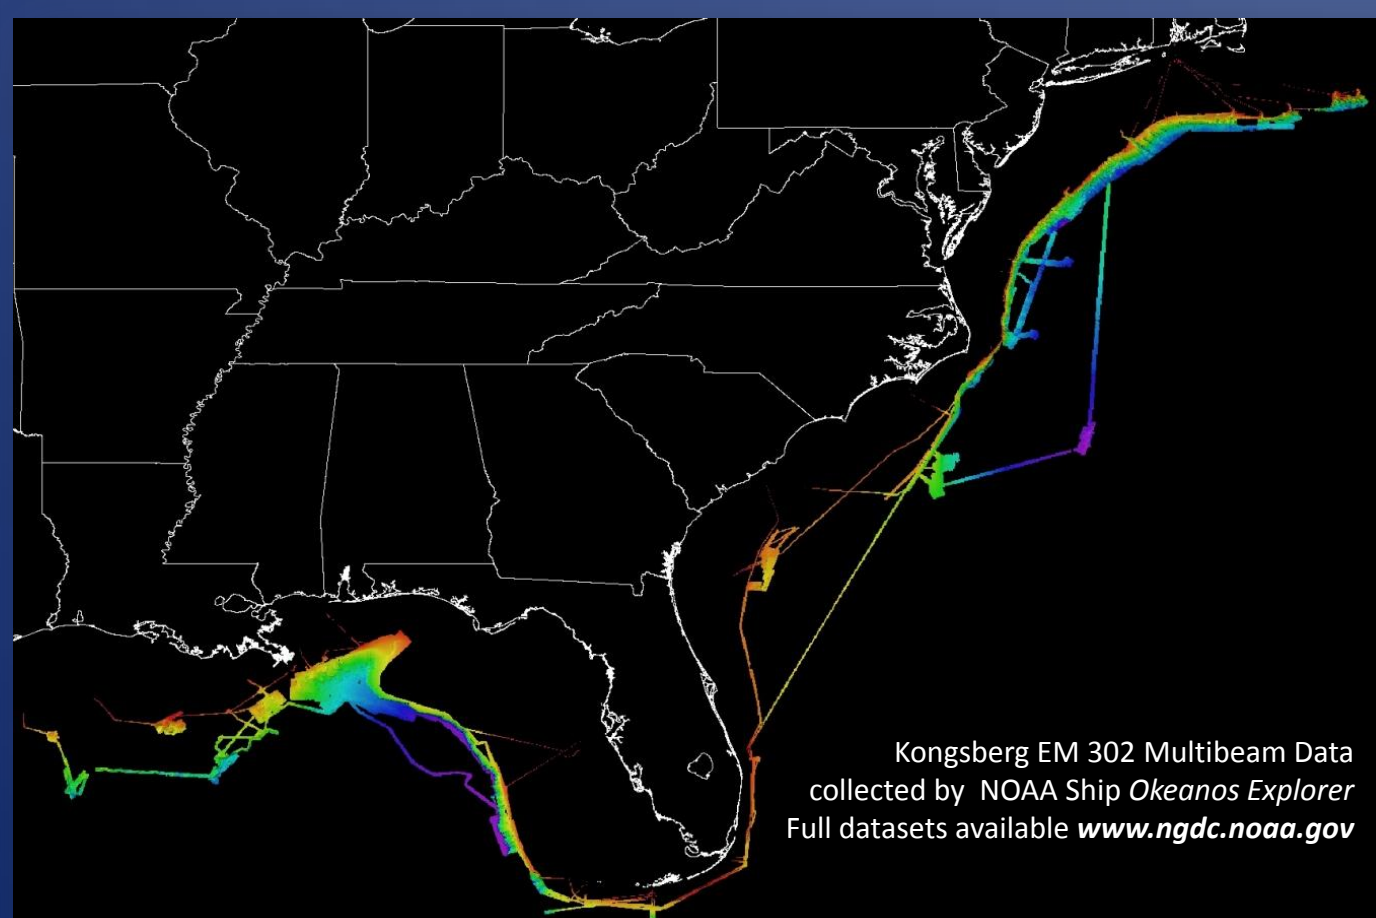 Kongsberg EM 302 Multibeam Data
collected by NOAA Ship Okeanos Explorer
Full datasets available www.ngdc.noaa.gov